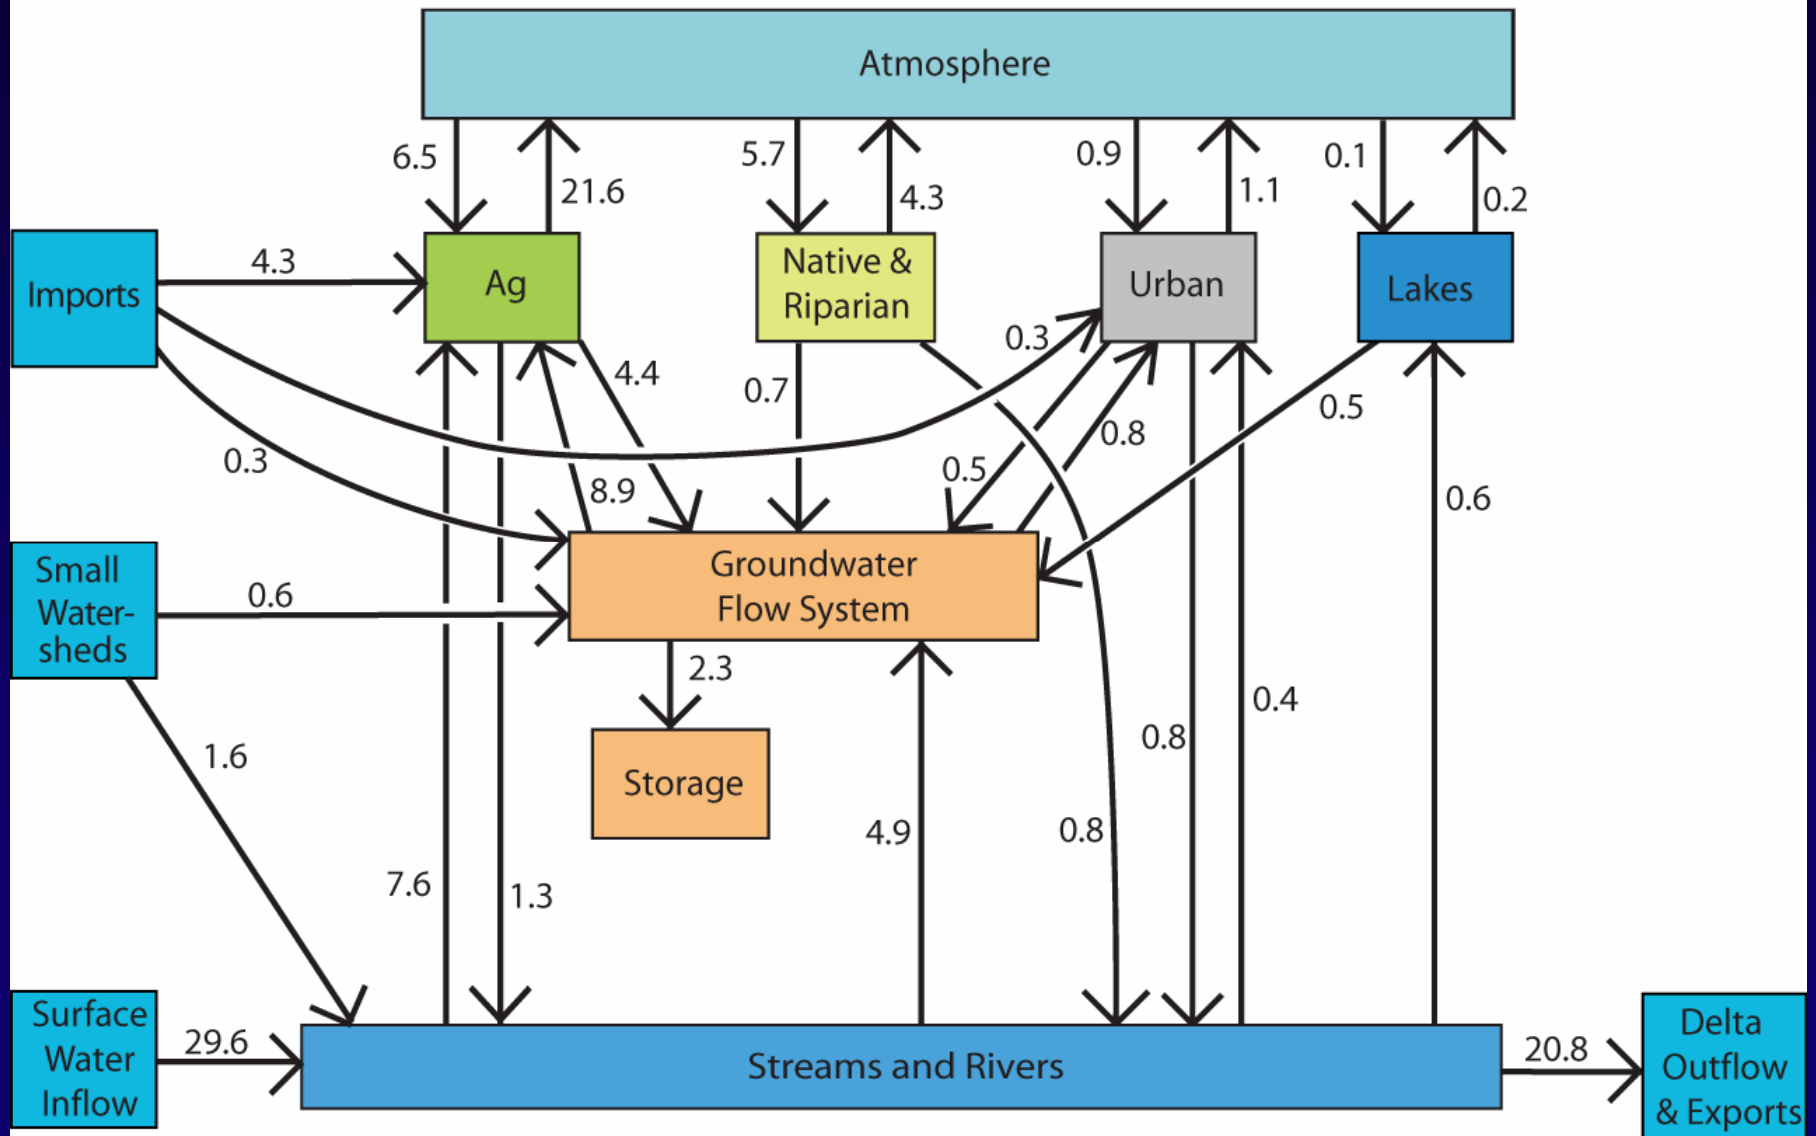 Atmosphere
6.5
21.6
5.7
4.3
0.9
1.1
0.1
0.2
Imports
4.3
Ag
Native &
Riparian
Urban
Lakes
0.3
4.4
0.7
0.8
0.5
0.3
0.5
8.9
0.6
Small
Water-
sheds
0.6
Groundwater
Flow System
2.3
1.6
Storage
0.4
0.8
4.9
0.8
7.6
1.3
Surface
Water
Inflow
29.6
Streams and Rivers
20.8
Delta
Outflow
& Exports